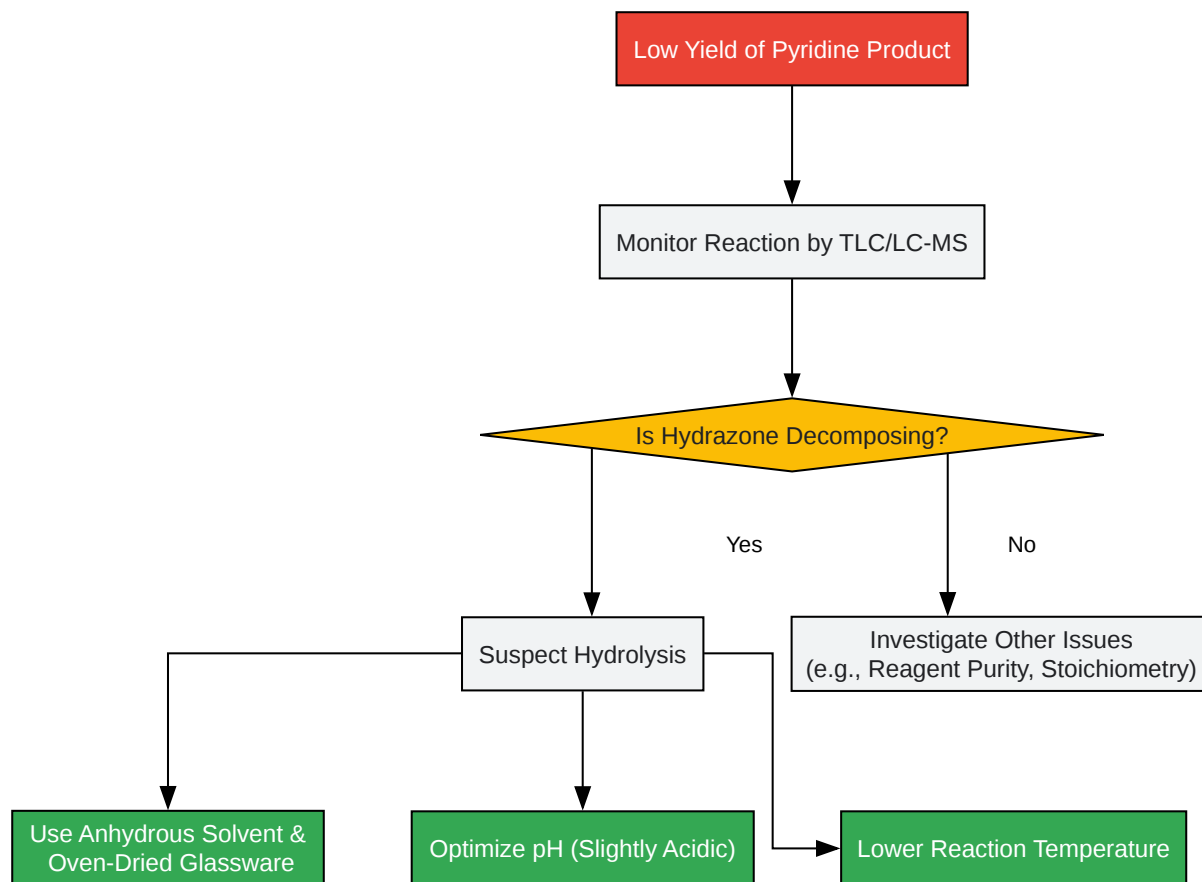 Low Yield of Pyridine Product
Monitor Reaction by TLC/LC-MS
Is Hydrazone Decomposing?
Yes
No
Suspect Hydrolysis
Investigate Other Issues
(e.g., Reagent Purity, Stoichiometry)
Use Anhydrous Solvent &
Oven-Dried Glassware
Optimize pH (Slightly Acidic)
Lower Reaction Temperature